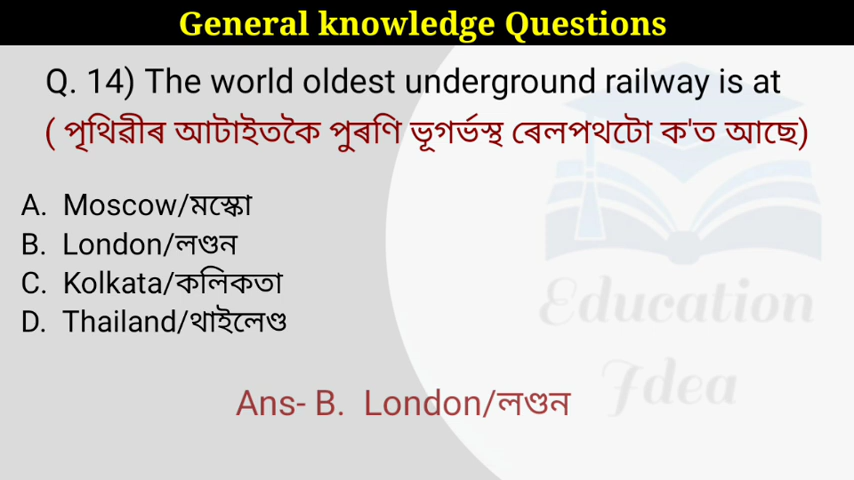 General knowledge Questions
Q. 14) The world oldest underground railway is at
( পৃথিৱীৰ আটাইতকৈ পুৰণি ভূগৰ্ভস্থ ৰেলপথটো ক'ত আছে)
A. Moscow/মস্কো
B. London/লণ্ডন
C. Kolkata/কলিকতা
D. Thailand/থাইলেণ্ড
Education
Idea
Ans- B. London/লণ্ডন